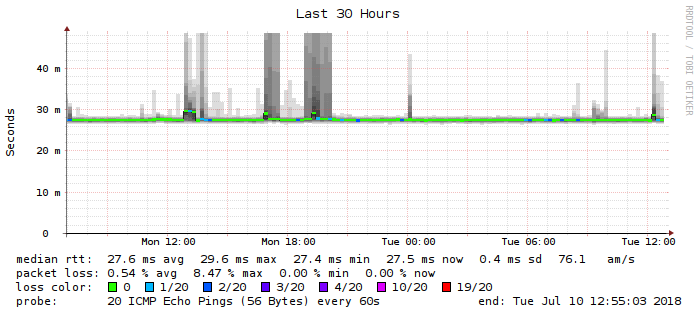 Last 30 Hours
RRDTOOL / TOBI OETIKER
Seconds
40 m
30 m
20 m
10 m
0
Mon 12:00 Mon 18:00 Tue 00:00 Tue 06:00 Tue 12:00
median rtt: 27.6 ms avg 29.6 ms max 27.4 ms min 27.5 ms now 0.4 ms sd 76.1 am/s
packet loss: 0.54 % avg 8.47 % max 0.00 % min 0.00 % now
loss color: 0 1/20 2/20 3/20 4/20 10/20 19/20
probe: 20 ICMP Echo Pings (56 Bytes) every 60s end: Tue Jul 10 12:55:03 2018